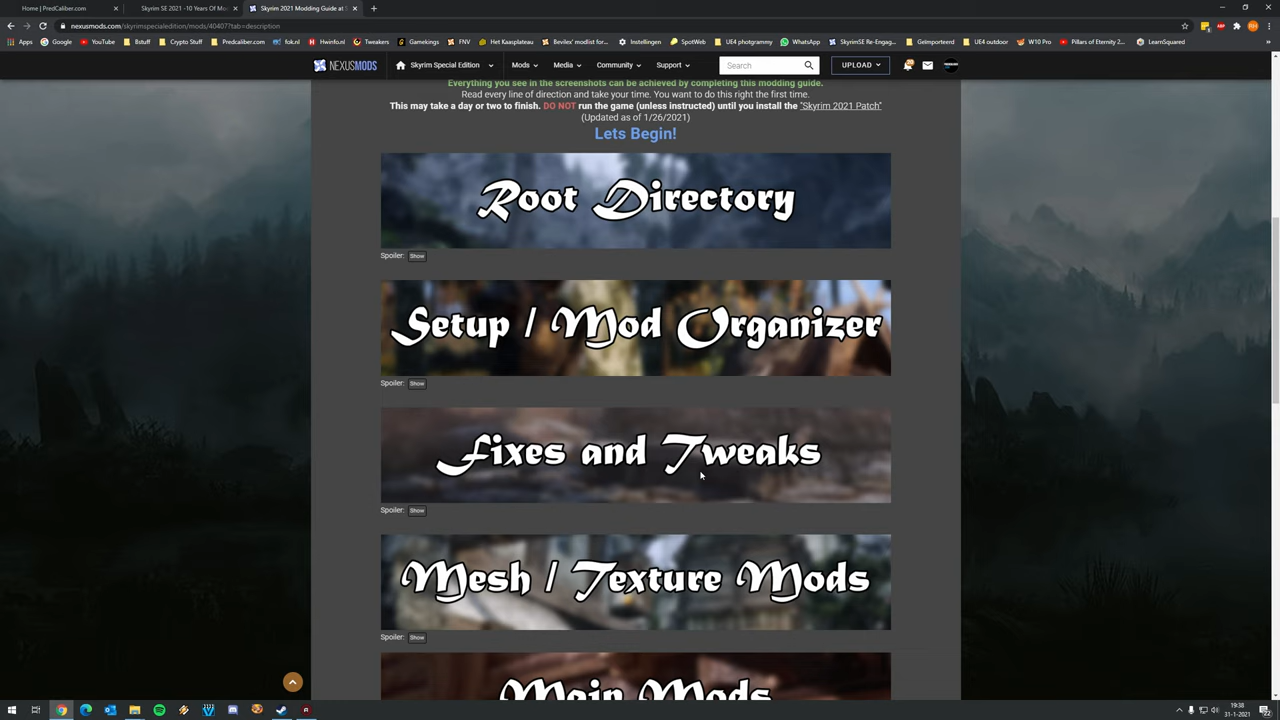 Home | PredCaliber.com
Skyrim SE 2021 -10 Years Of Mo
Skyrim 2021 Modding Guide at S
nexusmods.com/skyrimspecialedition/mods/40407?tab=description
Apps Google YouTube Bstuff Crypto Stuff Predcaliber.com fok.nl Hwinfo.nl Tweakers Gamekings FNV Het Kaasplateau Bevilex' modlist for... Instellingen SpotWeb UE4 photgrammy WhatsApp SkyrimSE Re-Engag... Geïmporteerd UE4 outdoor W10 Pro Pillars of Eternity 2... LearnSquared
NEXUSMODS Skyrim Special Edition Mods Media Community Support Search UPLOAD
Everything you see in the screenshots can be achieved by completing this modding guide.
Read every line of direction and take your time. You want to do this right the first time.
This may take a day or two to finish. DO NOT run the game (unless instructed) until you install the "Skyrim 2021 Patch"
(Updated as of 1/26/2021)
Lets Begin!
Root Directory
Spoiler: Show
Setup / Mod Organizer
Spoiler: Show
Fixes and Tweaks
Spoiler: Show
Mesh / Texture Mods
Spoiler: Show
Main Mods
19:38
31-1-2021